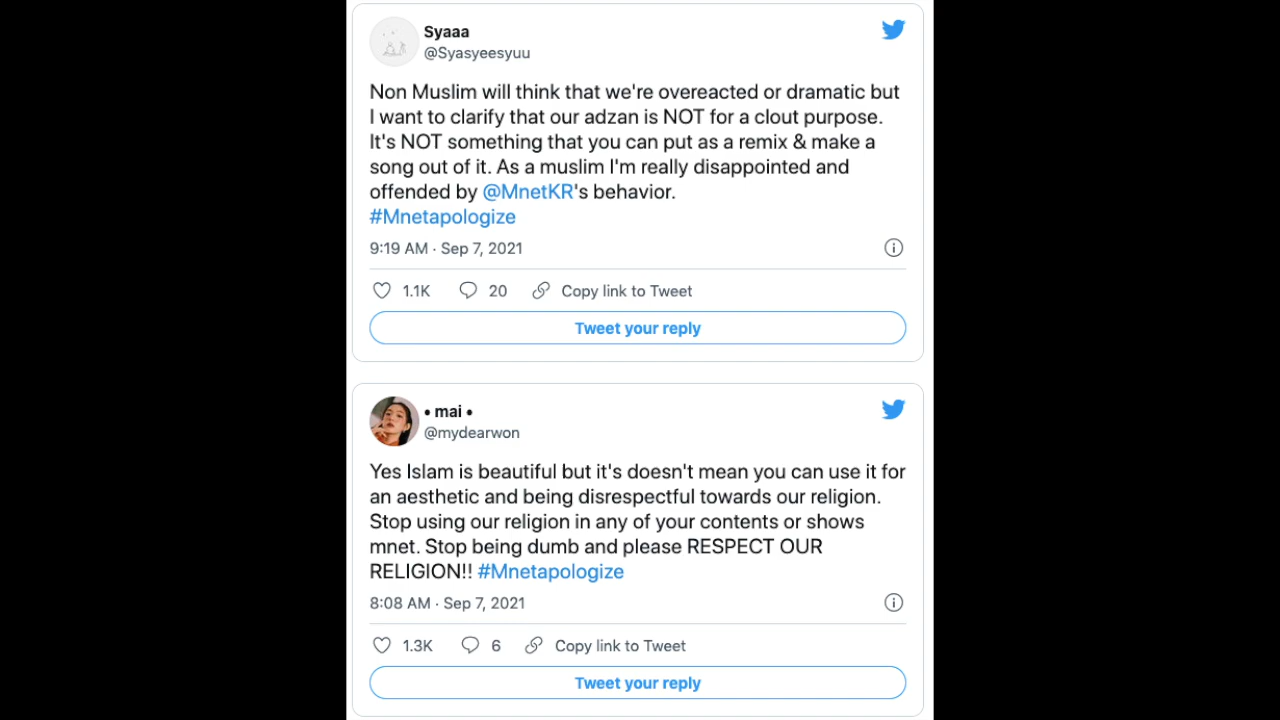 Syaaa
@Syasyeesyuu
Non Muslim will think that we're overeacted or dramatic but
I want to clarify that our adzan is NOT for a clout purpose.
It's NOT something that you can put as a remix & make a
song out of it. As a muslim I'm really disappointed and
offended by @MnetKR's behavior.
#Mnetapologize
9:19 AM · Sep 7, 2021
1.1K 20 Copy link to Tweet
Tweet your reply
• mai •
@mydearwon
Yes Islam is beautiful but it's doesn't mean you can use it for
an aesthetic and being disrespectful towards our religion.
Stop using our religion in any of your contents or shows
mnet. Stop being dumb and please RESPECT OUR
RELIGION!! #Mnetapologize
8:08 AM · Sep 7, 2021
1.3K 6 Copy link to Tweet
Tweet your reply